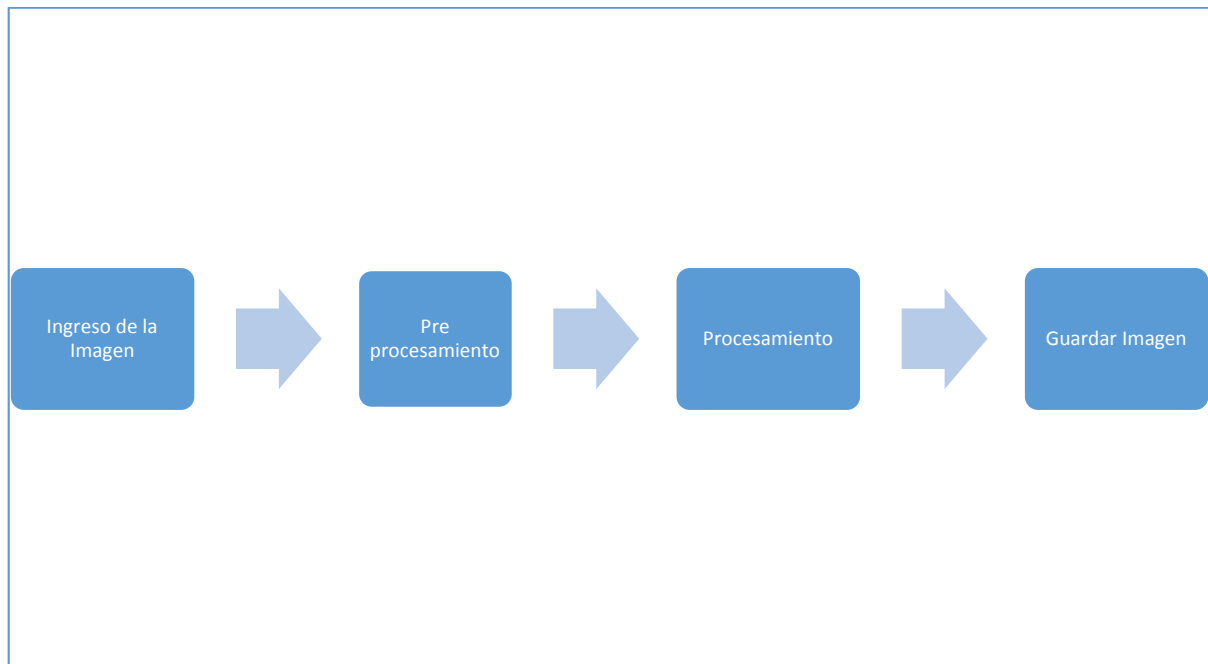 Ingreso de la
Imagen
Pre
procesamiento
Procesamiento
Guardar Imagen